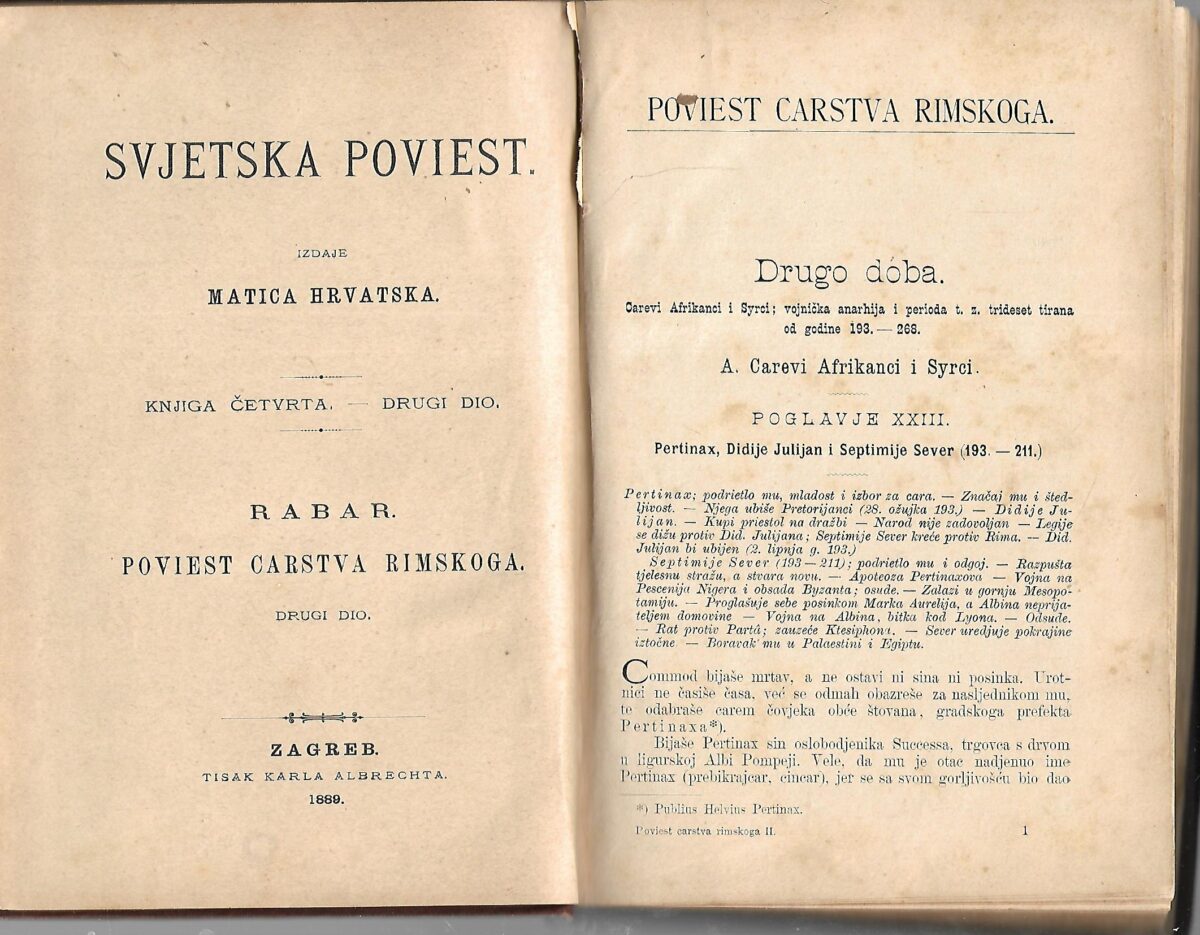 SVJETSKA POVIEST.
IZDAJE
MATICA HRVATSKA.
KNJIGA ČETVRTA. — DRUGI DIO.
RABAR.
POVIEST CARSTVA RIMSKOGA.
DRUGI DIO.
ZAGREB.
TISAK KARLA ALBRECHTA.
1889.
POVIEST CARSTVA RIMSKOGA.
Drugo doba.
Carevi Afrikanci i Syrci; vojnička anarhija i perioda t. z. trideset tirana
od godine 193. — 268.
A. Carevi Afrikanci i Syrci.
POGLAVJE XXIII.
Pertinax, Didije Julijan i Septimije Sever (193. — 211.)
Pertinax; podrietlo mu, mladost i izbor za cara. — Značaj mu i šted-
ljivost. — Njega ubiše Pretorijanci (28. ožujka 193.) — Didije Ju-
lijan. — Kupi priestol na dražbi — Narod nije zadovoljan — Legije
se dižu protiv Did. Julijana; Septimije Sever kreće protiv Rima. — Did.
Julijan bi ubijen (2. lipnja g. 193.)
Septimije Sever (193 — 211); podrietlo mu i odgoj. — Razpušta
tjelesnu stražu, a stvara novu. — Apoteoza Pertinaxova — Vojna na
Pescenija Nigera i obsada Byzanta; osude. — Zalazi u gornju Mesopo-
tamiju. — Proglašuje sebe posinkom Marka Aurelija, a Albina neprija-
teljem domovine — Vojna na Albina, bitka kod Lyona. — Odsude.
— Rat protiv Partâ; zauzeće Ktesiphona. — Sever uredjuje pokrajine
iztočne — Boravak mu u Palaestini i Egiptu.
Commod bijaše mrtav, a ne ostavi ni sina ni posinka. Urot-
nici ne časiše časa, već se odmah obazreše za nasljednikom mu,
te odabraše carem čovjeka obće štovana, gradskoga prefekta
Pertinaxa*).
Bijaše Pertinax sin oslobodjenika Successa, trgovca s drvom
u ligurskoj Albi Pompeji. Vele, da mu je otac nadjenuo ime
Pertinax (prebikrajcar, cincar), jer se sa svom gorljivošću bio dao
*) Publius Helvius Pertinax.
Poviest carstva rimskoga II. 1